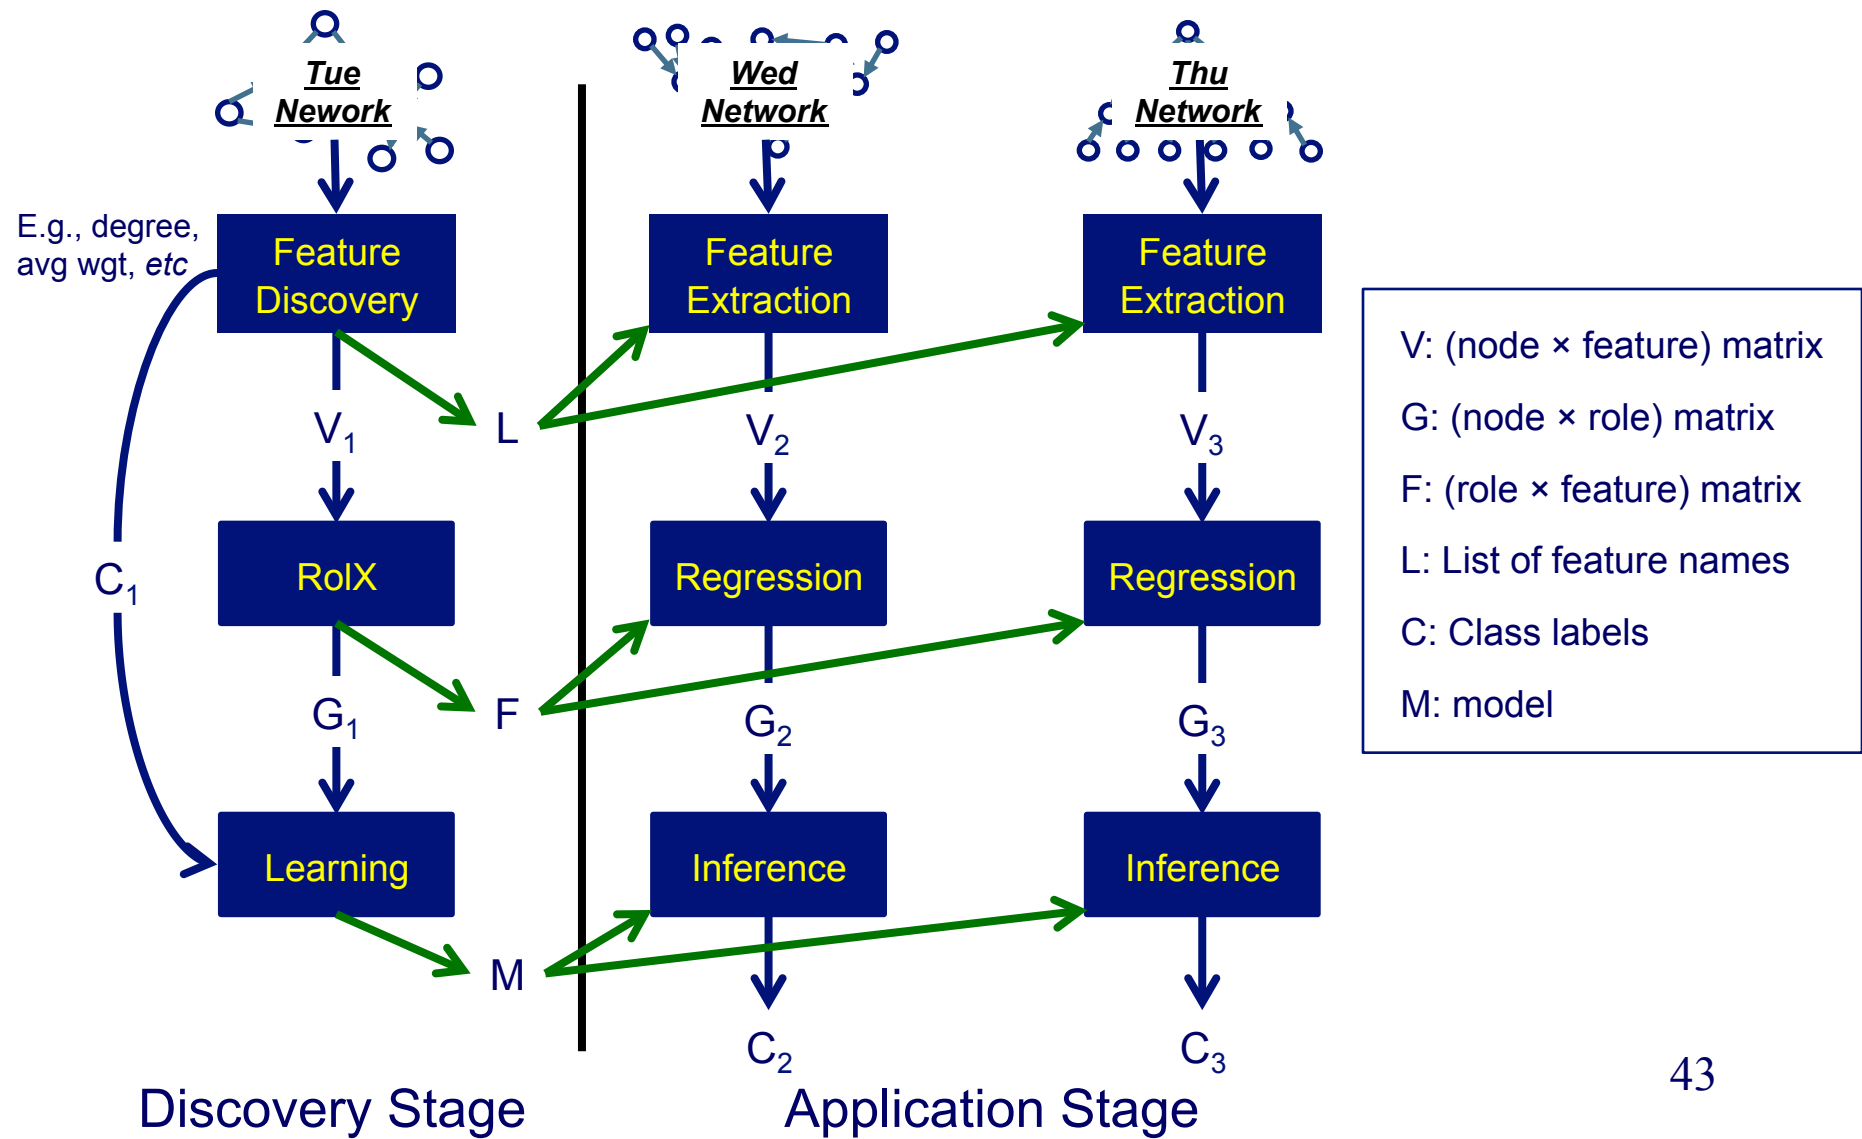 Tue
Nework
Wed
Network
Thu
Network
E.g., degree,
avg wgt, etc
Feature
Discovery
Feature
Extraction
Feature
Extraction
V: (node × feature) matrix
G: (node × role) matrix
F: (role × feature) matrix
L: List of feature names
C: Class labels
M: model
V1
L
V2
V3
C1
RolX
Regression
Regression
G1
F
G2
G3
Learning
Inference
Inference
M
C2
C3
Discovery Stage
Application Stage
43